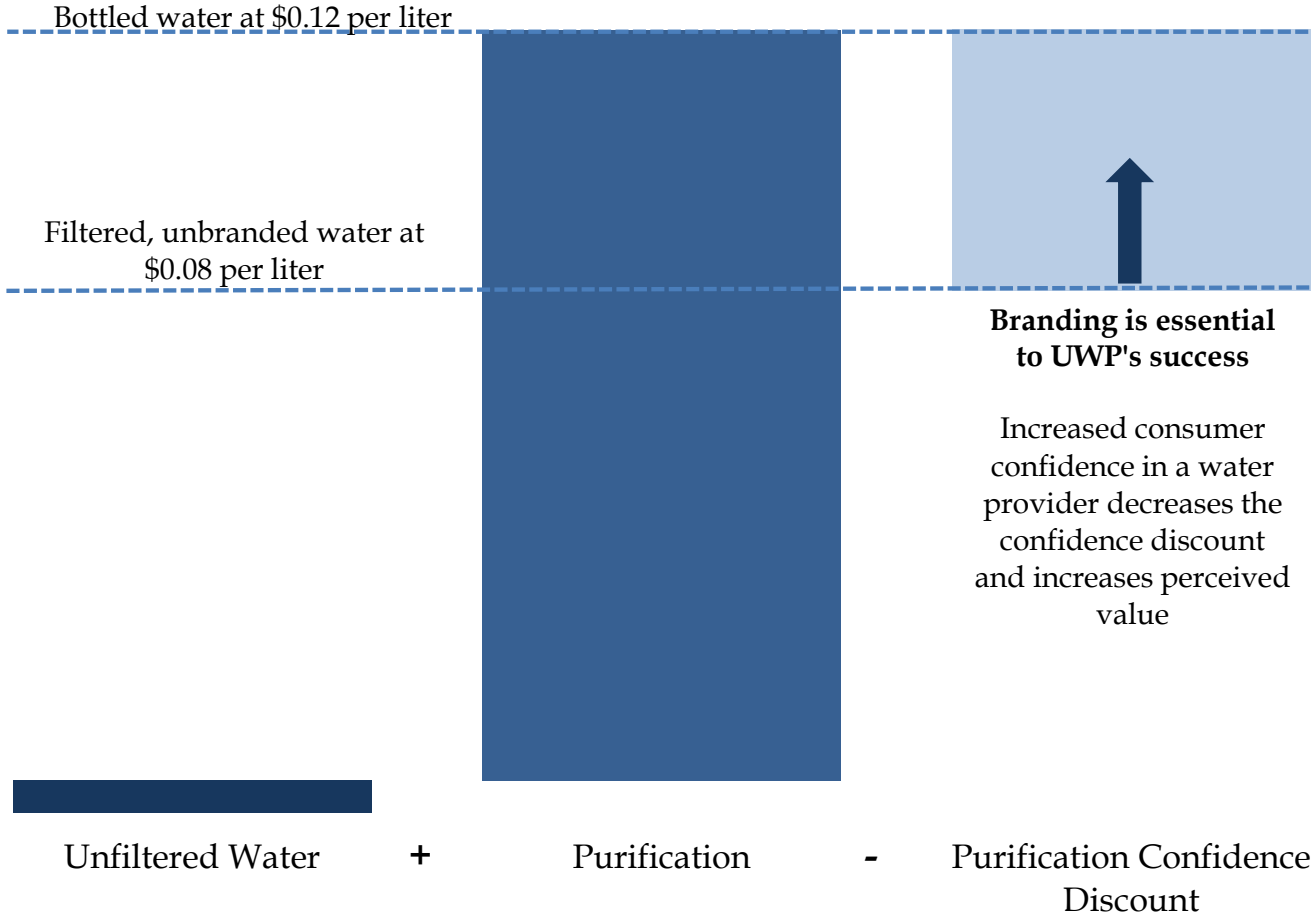 Bottled water at $0.12 per liter
Filtered, unbranded water at
$0.08 per liter
Branding is essential
to UWP's success
Increased consumer
confidence in a water
provider decreases the
confidence discount
and increases perceived
value
Unfiltered Water + Purification - Purification Confidence
Discount